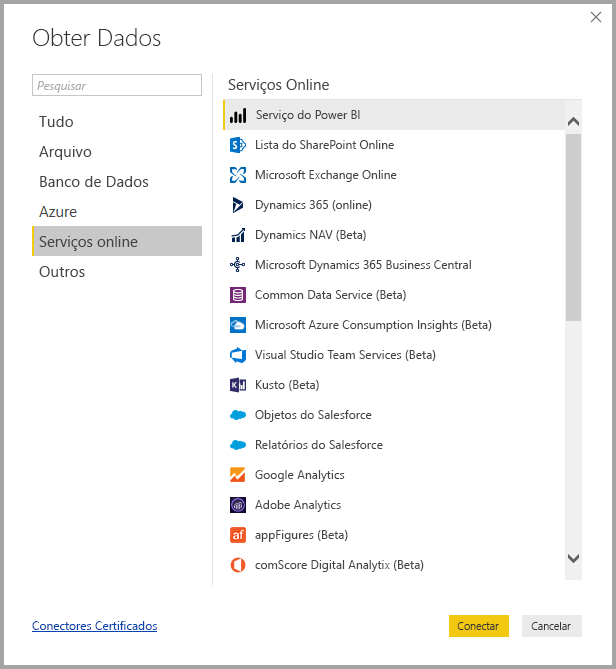 Obter Dados
Pesquisar
Tudo
Arquivo
Banco de Dados
Azure
Serviços online
Outros
Serviços Online
Serviço do Power BI
Lista do SharePoint Online
Microsoft Exchange Online
Dynamics 365 (online)
Dynamics NAV (Beta)
Microsoft Dynamics 365 Business Central
Common Data Service (Beta)
Microsoft Azure Consumption Insights (Beta)
Visual Studio Team Services (Beta)
Kusto (Beta)
Objetos do Salesforce
Relatórios do Salesforce
Google Analytics
Adobe Analytics
appFigures (Beta)
comScore Digital Analytix (Beta)
Conectores Certificados
Conectar
Cancelar